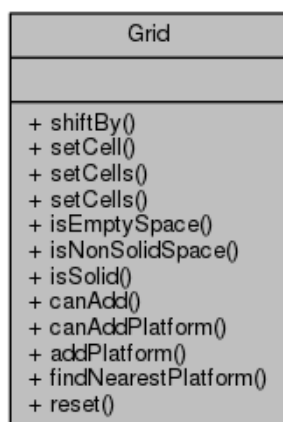 Grid
+ shiftBy()
+ setCell()
+ setCells()
+ setCells()
+ isEmptySpace()
+ isNonSolidSpace()
+ isSolid()
+ canAdd()
+ canAddPlatform()
+ addPlatform()
+ findNearestPlatform()
+ reset()